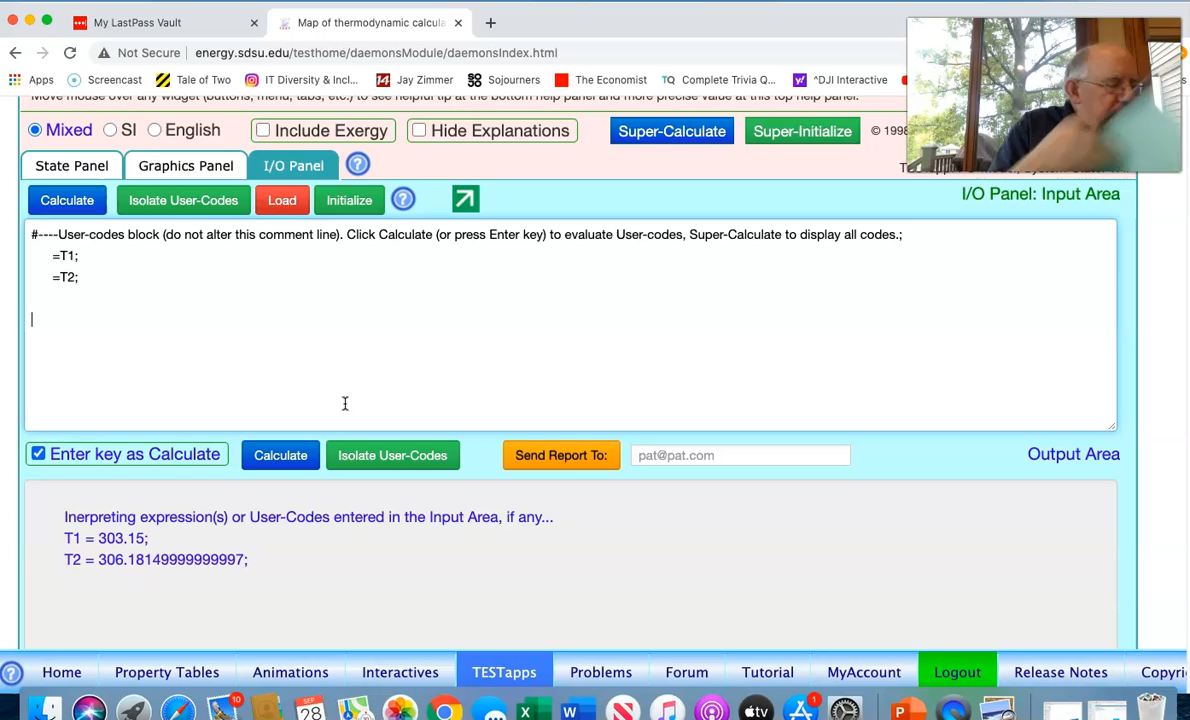 My LastPass Vault
Map of thermodynamic calcula
Not Secure energy.sdsu.edu/testhome/daemonsModule/daemonsIndex.html
Apps Screencast Tale of Two IT Diversity & Incl... Jay Zimmer Sojourners The Economist TQ Complete Trivia Q... ^DJI Interactive
Move mouse over any widget (buttons, menu, tabs, etc.) to see helpful tip at the bottom help panel and more precise value at this top help panel.
Mixed SI English Include Exergy Hide Explanations Super-Calculate Super-Initialize © 1998
State Panel Graphics Panel I/O Panel ?
Calculate Isolate User-Codes Load Initialize ? I/O Panel: Input Area
#----User-codes block (do not alter this comment line). Click Calculate (or press Enter key) to evaluate User-codes, Super-Calculate to display all codes.;
=T1;
=T2;
Enter key as Calculate Calculate Isolate User-Codes Send Report To: pat@pat.com Output Area
Inerpreting expression(s) or User-Codes entered in the Input Area, if any...
T1 = 303.15;
T2 = 306.18149999999997;
? Home Property Tables Animations Interactives TESTapps Problems Forum Tutorial MyAccount Logout Release Notes Copyri
10 SEP 28 tv 1